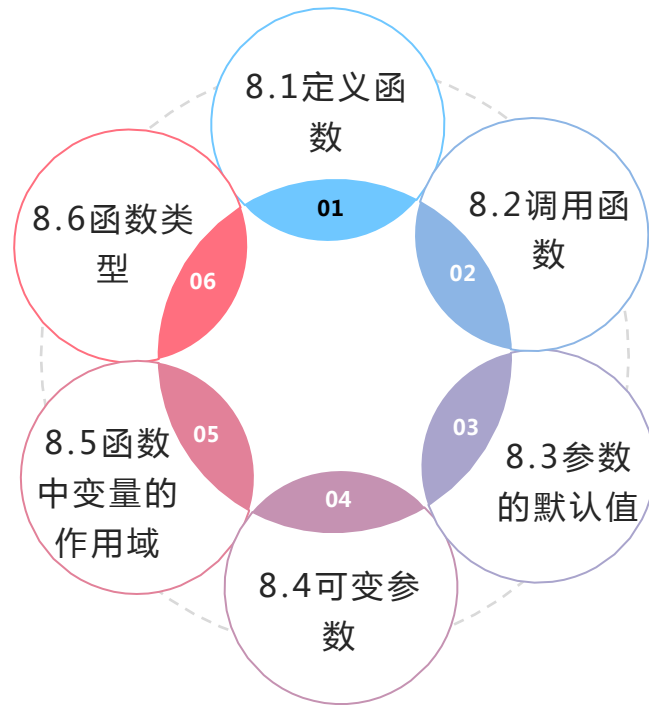 8.1定义函
数
01
8.2调用函
数
02
03
8.3参数
的默认值
04
8.4可变参
数
05
8.5函数
中变量的
作用域
06
8.6函数类
型